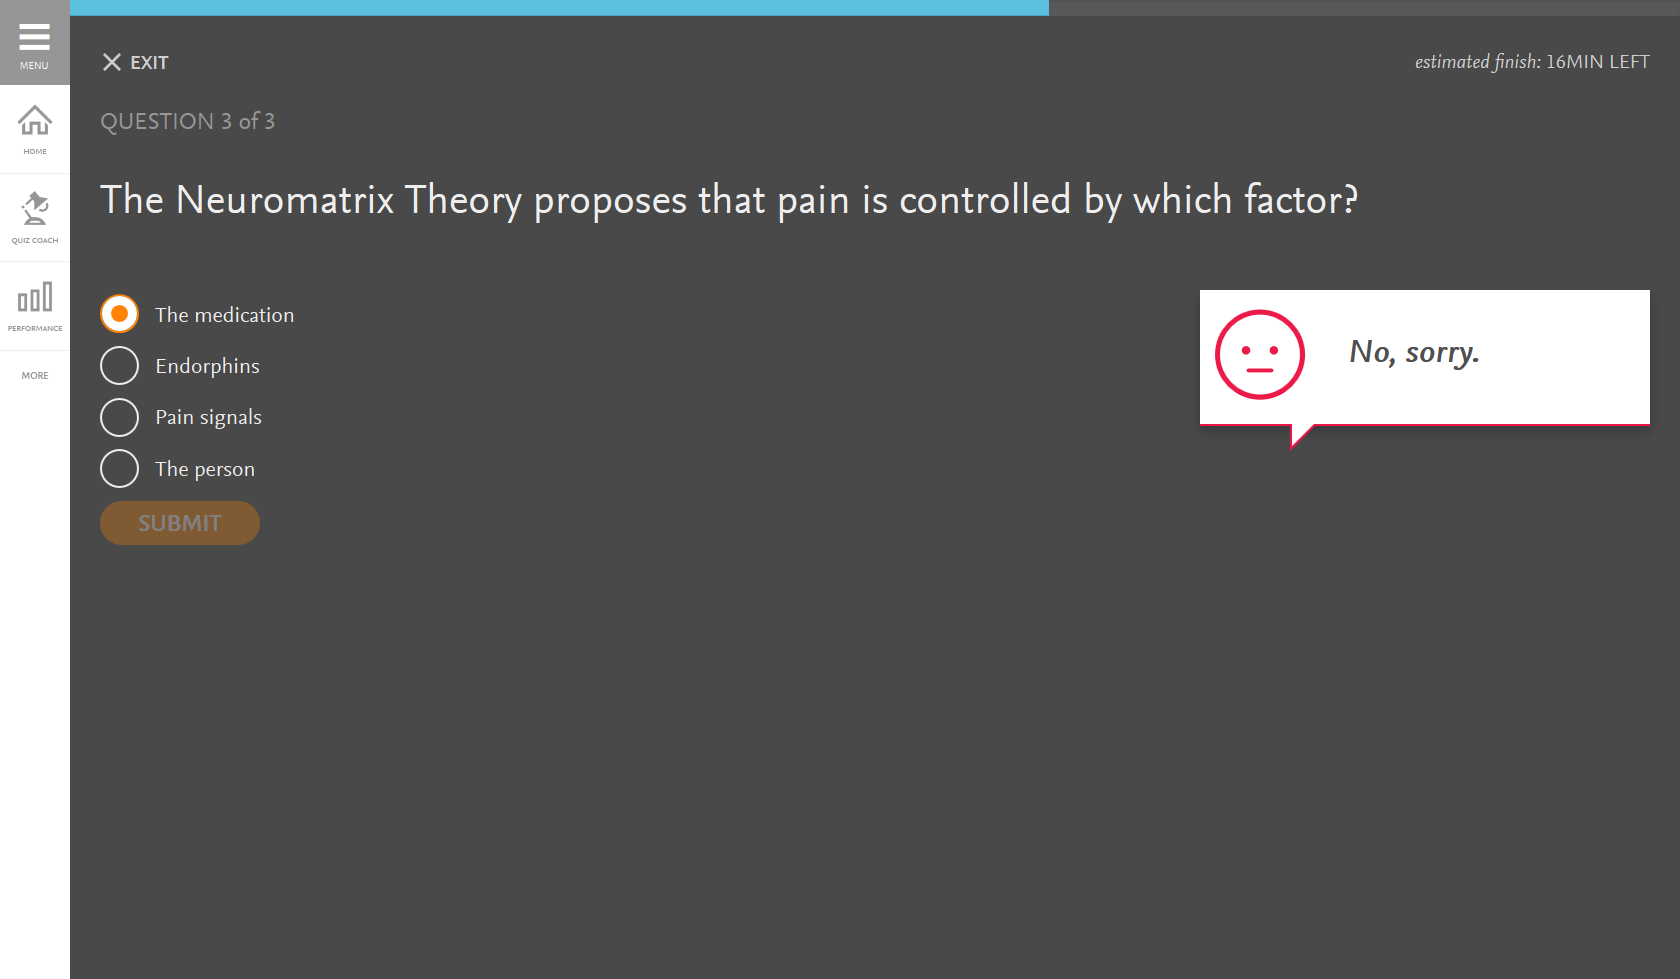 MENU
HOME
QUIZ COACH
PERFORMANCE
MORE
EXIT
estimated finish: 16MIN LEFT
QUESTION 3 of 3
The Neuromatrix Theory proposes that pain is controlled by which factor?
The medication
Endorphins
Pain signals
The person
SUBMIT
No, sorry.